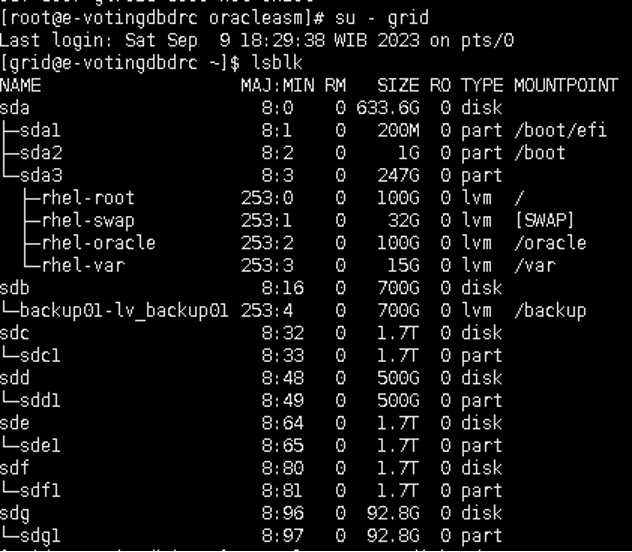 [root@e-votingdbdrc oracleasm]# su - grid
Last login: Sat Sep  9 18:29:38 WIB 2023 on pts/0
[grid@e-votingdbdrc ~]$ lsblk
NAME                  MAJ:MIN RM   SIZE RO TYPE MOUNTPOINT
sda                     8:0    0 633.6G  0 disk
├─sda1                  8:1    0   200M  0 part /boot/efi
├─sda2                  8:2    0     1G  0 part /boot
└─sda3                  8:3    0   247G  0 part
  ├─rhel-root         253:0    0   100G  0 lvm  /
  ├─rhel-swap         253:1    0    32G  0 lvm  [SWAP]
  ├─rhel-oracle       253:2    0   100G  0 lvm  /oracle
  └─rhel-var          253:3    0    15G  0 lvm  /var
sdb                     8:16   0   700G  0 disk
└─backup01-lv_backup01 253:4   0   700G  0 lvm  /backup
sdc                     8:32   0   1.7T  0 disk
└─sdc1                  8:33   0   1.7T  0 part
sdd                     8:48   0   500G  0 disk
└─sdd1                  8:49   0   500G  0 part
sde                     8:64   0   1.7T  0 disk
└─sde1                  8:65   0   1.7T  0 part
sdf                     8:80   0   1.7T  0 disk
└─sdf1                  8:81   0   1.7T  0 part
sdg                     8:96   0  92.8G  0 disk
└─sdg1                  8:97   0  92.8G  0 part